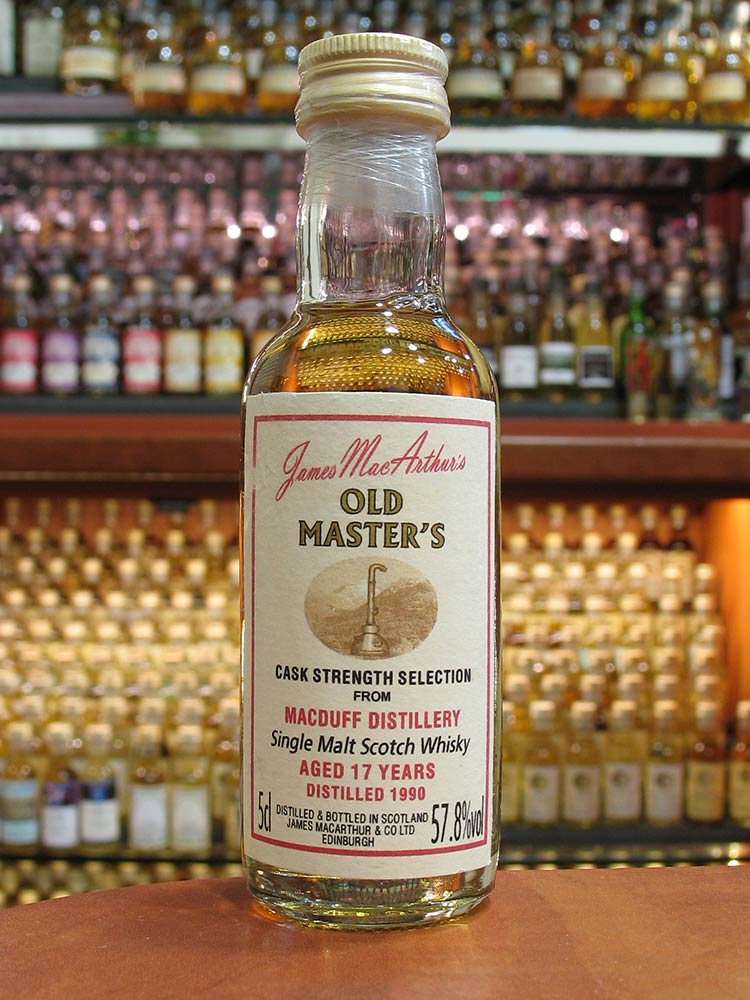 James MacArthur's
OLD
MASTER'S
CASK STRENGTH SELECTION
FROM
MACDUFF DISTILLERY
Single Malt Scotch Whisky
AGED 17 YEARS
DISTILLED 1990
5cl DISTILLED & BOTTLED IN SCOTLAND 57.8%vol
JAMES MACARTHUR & CO LTD
EDINBURGH